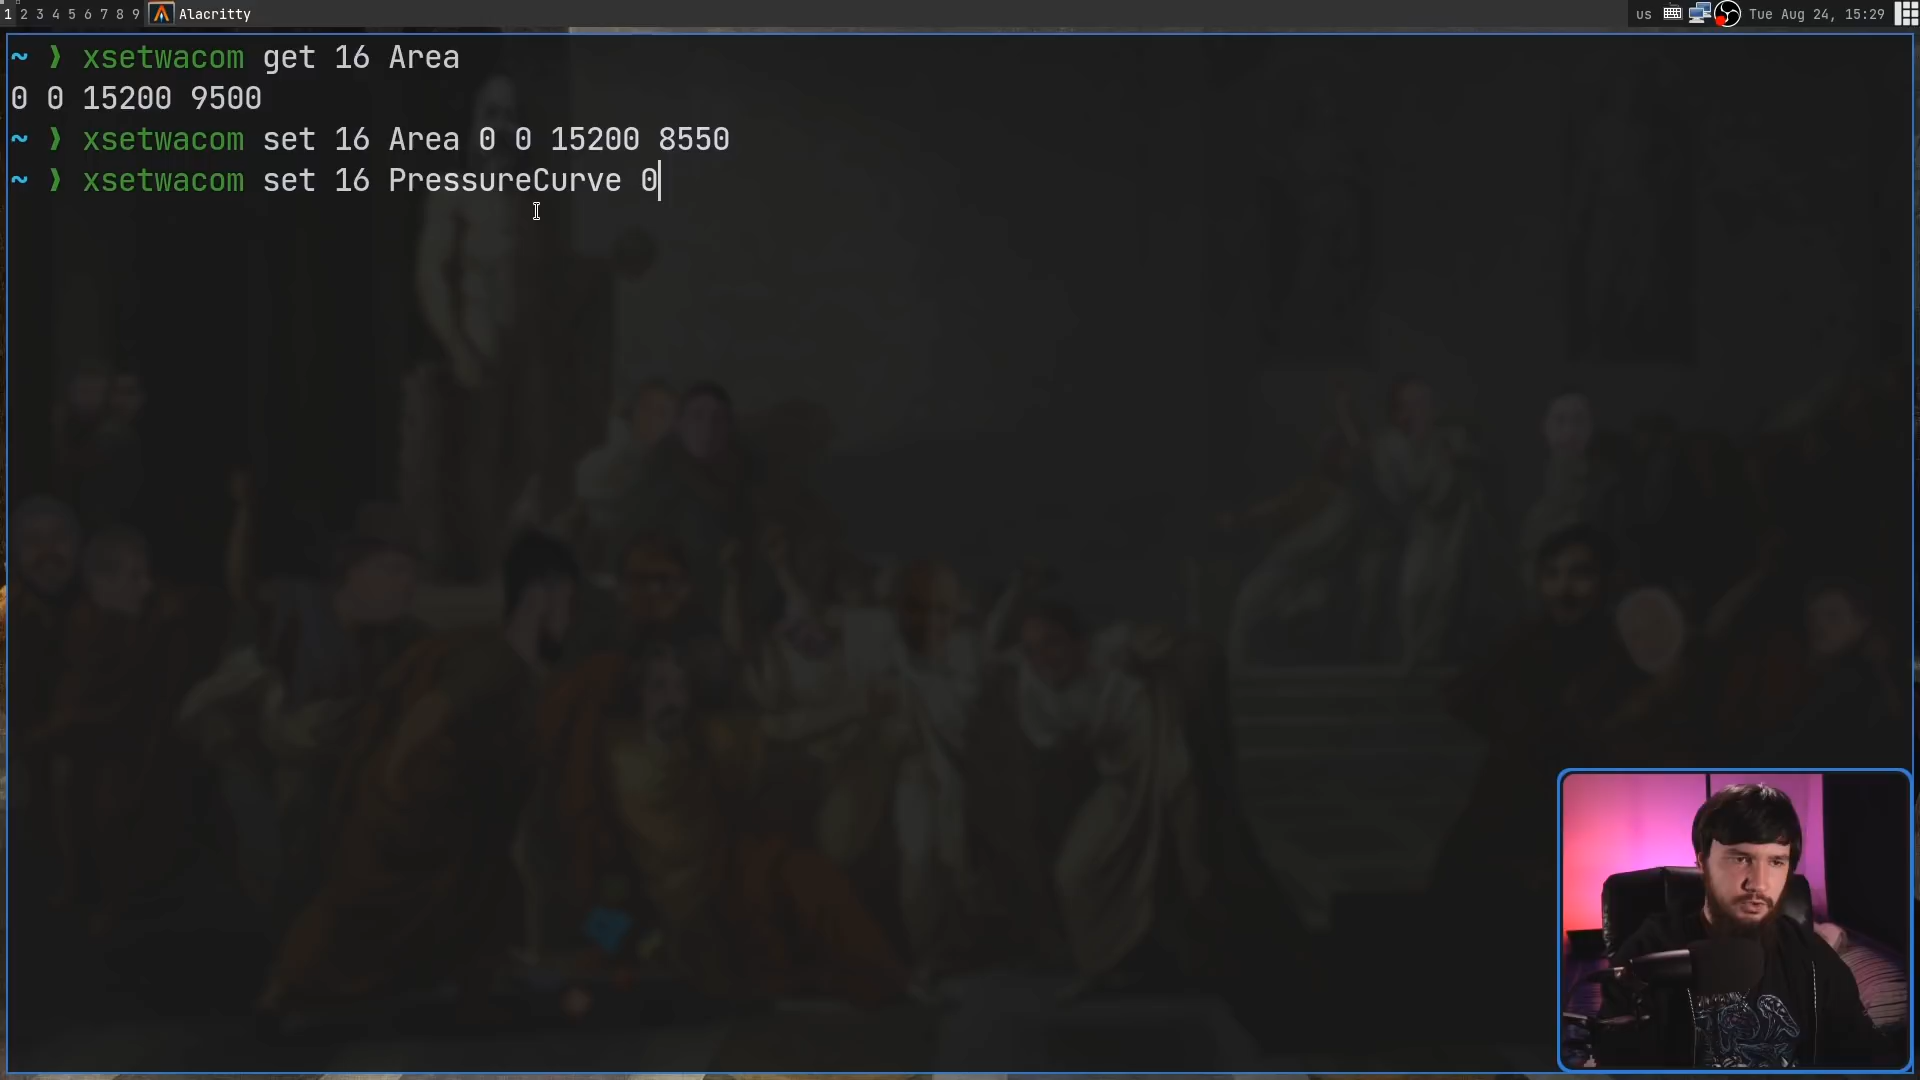 1 2 3 4 5 6 7 8 9 Alacritty us Tue Aug 24, 15:29
~ ❯ xsetwacom get 16 Area
0 0 15200 9500
~ ❯ xsetwacom set 16 Area 0 0 15200 8550
~ ❯ xsetwacom set 16 PressureCurve 0